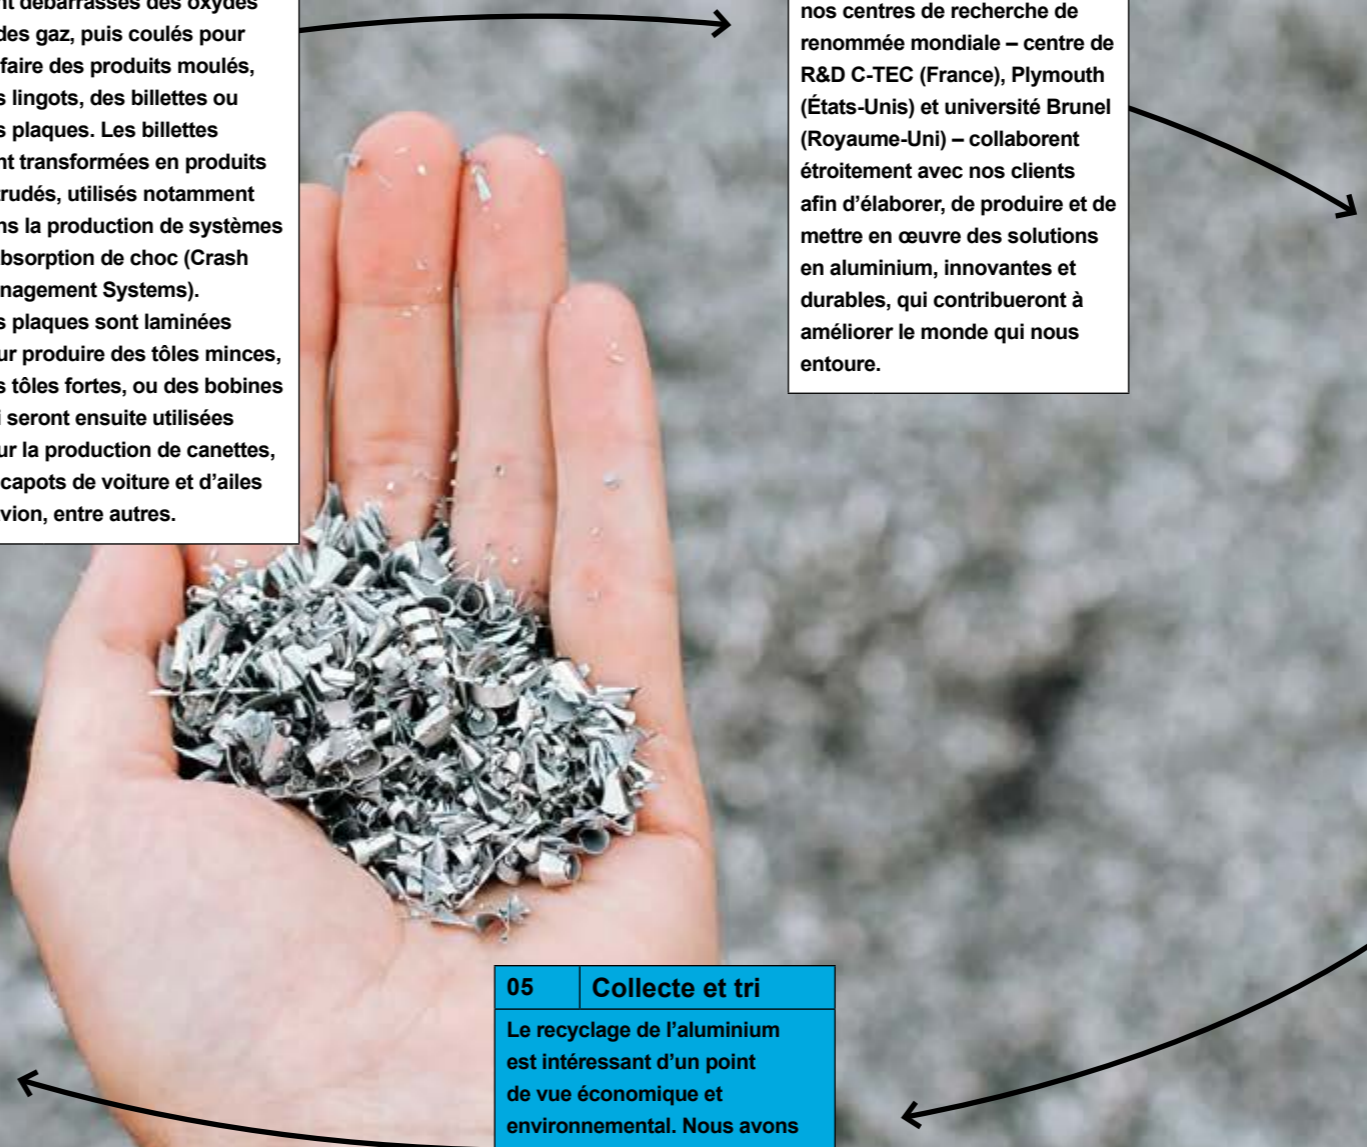 débarrassés des oxydes
des gaz, puis coulés pour
faire des produits moulés,
lingots, des billettes ou
plaques. Les billettes
transformées en produits
utilisés notamment
la production de systèmes
de choc (Crash
Systems).
plaques sont laminées
produire des tôles minces,
tôles fortes, ou des bobines
seront ensuite utilisées
la production de canettes,
capots de voiture et d’ailes
entre autres.
nos centres de recherche de
renommée mondiale – centre de
R&D C-TEC (France), Plymouth
(États-Unis) et université Brunel
(Royaume-Uni) – collaborent
étroitement avec nos clients
afin d’élaborer, de produire et de
mettre en œuvre des solutions
en aluminium, innovantes et
durables, qui contribueront à
améliorer le monde qui nous
entoure.
05 Collecte et tri
Le recyclage de l’aluminium
est intéressant d’un point
de vue économique et
environnemental. Nous avons